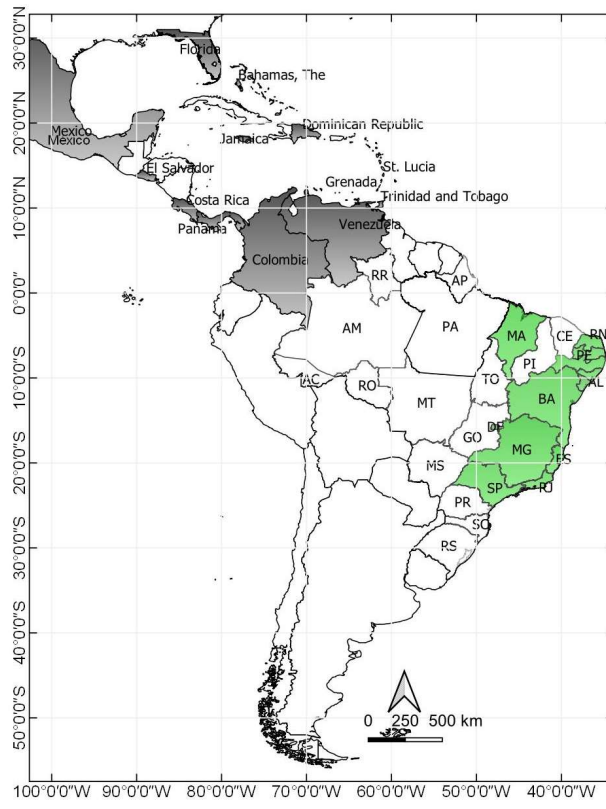 30°0'0"N
Florida
Bahamas, The
20°0'0"N
Mexico
Mexico
Jamaica
Dominican Republic
El Salvador
St. Lucia
Grenada
10°0'0"N
Costa Rica
Trinidad and Tobago
Panama
Venezuela
Colombia
RR
AP
0°0'0"
AM
PA
MA
CE
RN
PI
PE
10°0'0"S
AC
RO
TO
AL
MT
BA
DF
GO
MG
ES
20°0'0"S
MS
SP
RJ
PR
SC
30°0'0"S
RS
40°0'0"S
50°0'0"S
0 250 500 km
100°0'0"W 90°0'0"W 80°0'0"W 70°0'0"W 60°0'0"W 50°0'0"W 40°0'0"W